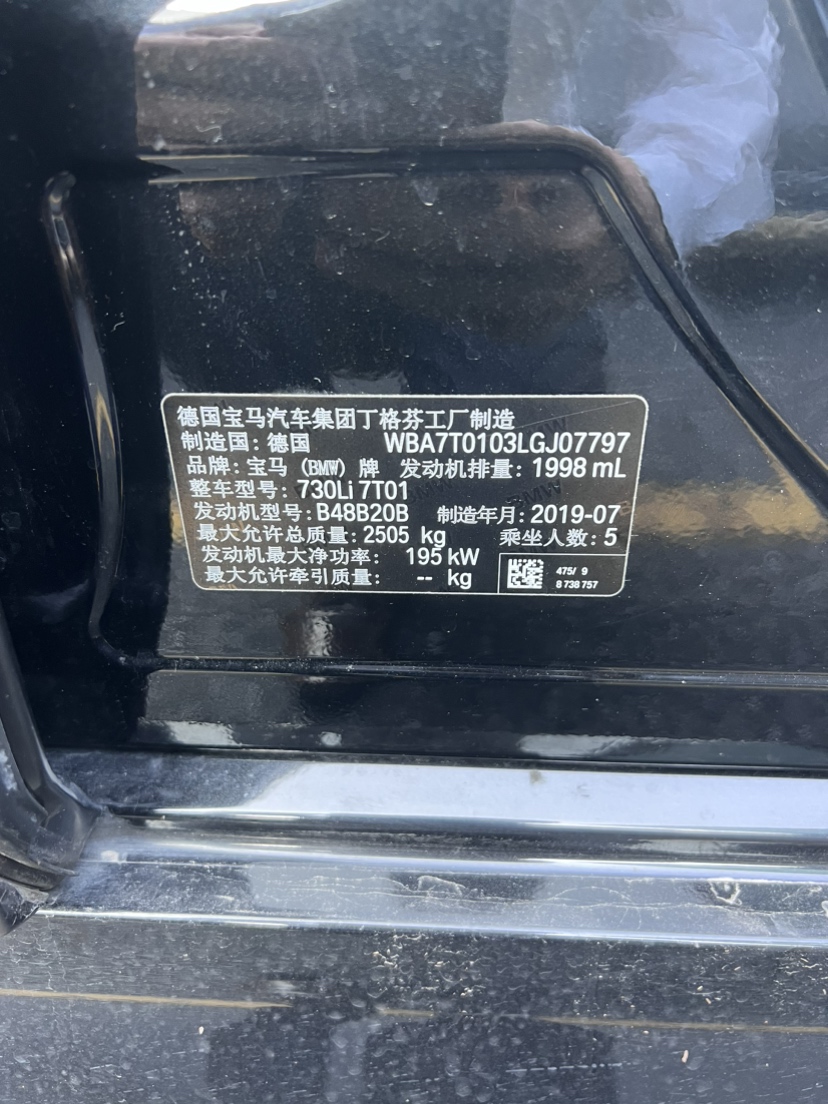 德国宝马汽车集团丁格芬工厂制造
制造国：德国 WBA7T0103LGJ07797
品牌：宝马（BMW）牌 发动机排量：1998 mL
整车型号：730Li 7T01
发动机型号：B48B20B 制造年月：2019-07
最大允许总质量：2505 kg 乘坐人数：5
发动机最大净功率： 195 kW
最大允许牵引质量： -- kg
475/ 9
8 738 757